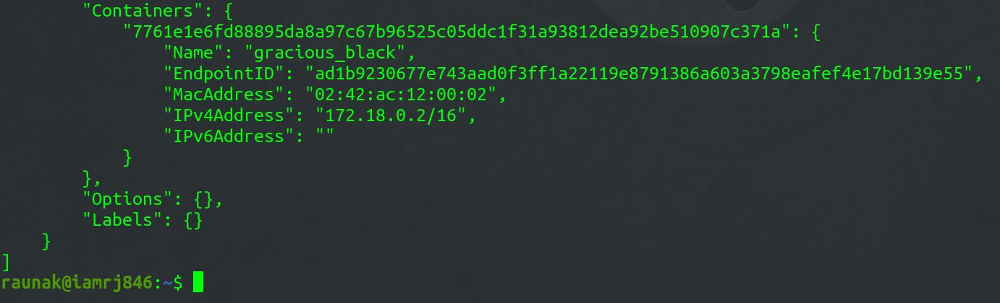 "Containers": {
"7761e1e6fd88895da8a97c67b96525c05ddc1f31a93812dea92be510907c371a": {
"Name": "gracious_black",
"EndpointID": "ad1b9230677e743aad0f3ff1a22119e8791386a603a3798eafef4e17bd139e55",
"MacAddress": "02:42:ac:12:00:02",
"IPv4Address": "172.18.0.2/16",
"IPv6Address": ""
}
},
"Options": {},
"Labels": {}
}
]
raunak@iamrj846:~$